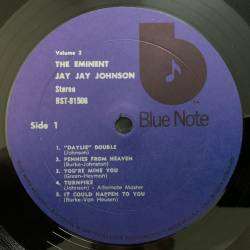 Volume 2
THE EMINENT
JAY JAY JOHNSON
Stereo
BST-81506
Side 1
Blue Note
1. "DAYLIE" DOUBLE
(Johnson)
2. PENNIES FROM HEAVEN
(Burke-Johnston)
3. YOU'RE MINE YOU
(Green-Heyman)
4. TURNPIKE
(Johnson) - Alternate Master
5. IT COULD HAPPEN TO YOU
(Burke-Van Heusen)